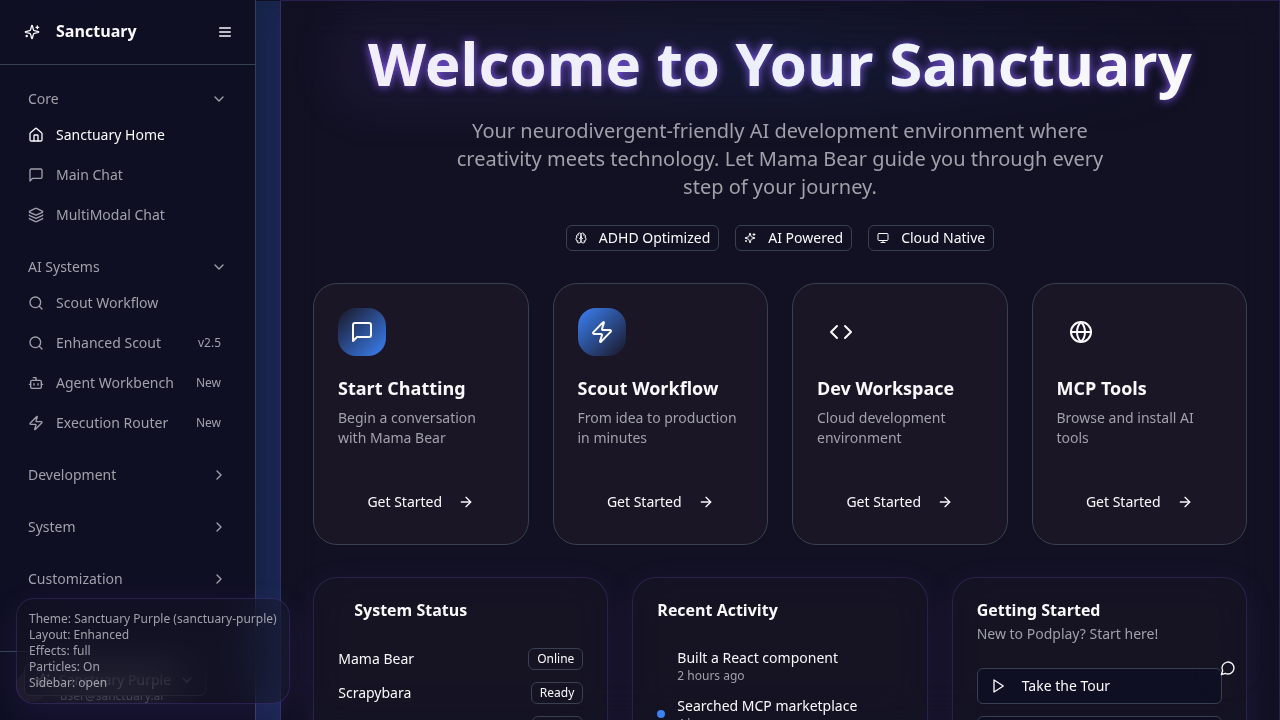 Sanctuary
Core
Sanctuary Home
Main Chat
MultiModal Chat
AI Systems
Scout Workflow
Enhanced Scout v2.5
Agent Workbench New
Execution Router New
Development
System
Customization
Theme: Sanctuary Purple (sanctuary-purple)
Layout: Enhanced
Effects: full
Particles: On
Sidebar: open
Sanctuary Purple
user@sanctuary.ai
Welcome to Your Sanctuary
Your neurodivergent-friendly AI development environment where
creativity meets technology. Let Mama Bear guide you through every
step of your journey.
ADHD Optimized
AI Powered
Cloud Native
Start Chatting
Begin a conversation
with Mama Bear
Get Started
Scout Workflow
From idea to production
in minutes
Get Started
Dev Workspace
Cloud development
environment
Get Started
MCP Tools
Browse and install AI
tools
Get Started
System Status
Mama Bear Online
Scrapybara Ready
Recent Activity
Built a React component
2 hours ago
Searched MCP marketplace
Getting Started
New to Podplay? Start here!
Take the Tour